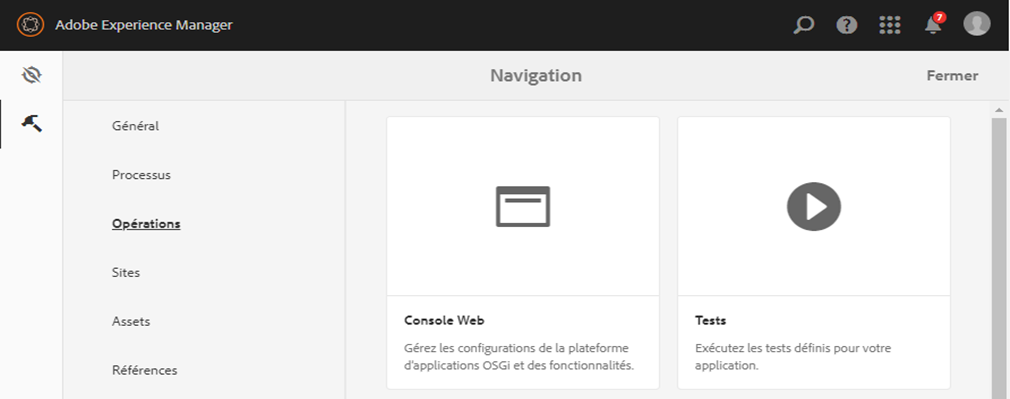 Adobe Experience Manager
7
Navigation
Fermer
Général
Processus
Opérations
Sites
Assets
Références
Console Web
Gérez les configurations de la plateforme
d'applications OSGi et des fonctionnalités.
Tests
Exécutez les tests définis pour votre
application.